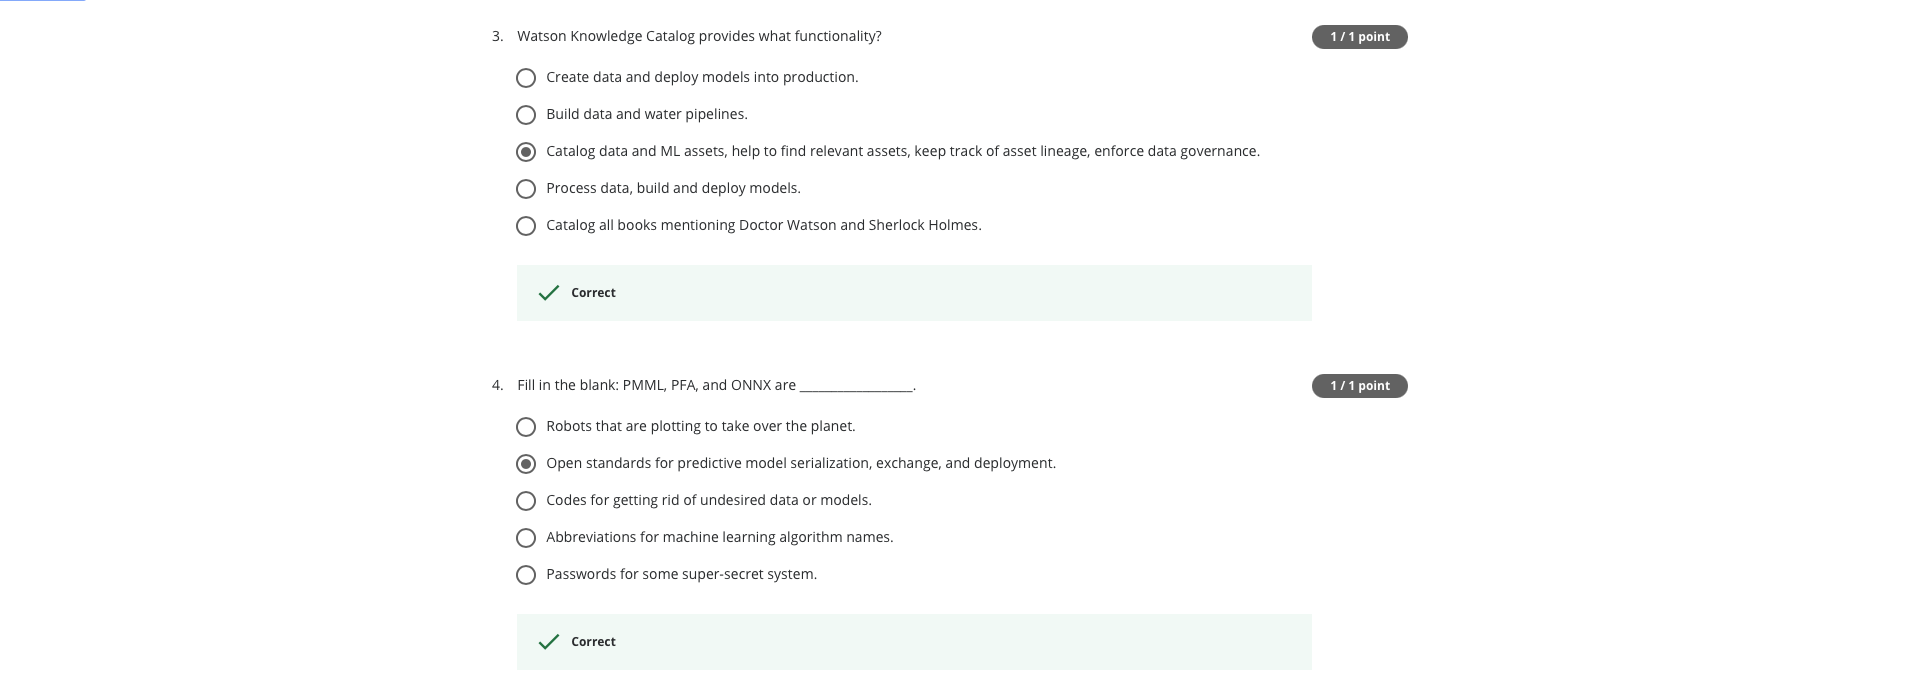 3. Watson Knowledge Catalog provides what functionality?
1 / 1 point
Create data and deploy models into production.
Build data and water pipelines.
Catalog data and ML assets, help to find relevant assets, keep track of asset lineage, enforce data governance.
Process data, build and deploy models.
Catalog all books mentioning Doctor Watson and Sherlock Holmes.
Correct
4. Fill in the blank: PMML, PFA, and ONNX are _________________.
1 / 1 point
Robots that are plotting to take over the planet.
Open standards for predictive model serialization, exchange, and deployment.
Codes for getting rid of undesired data or models.
Abbreviations for machine learning algorithm names.
Passwords for some super-secret system.
Correct